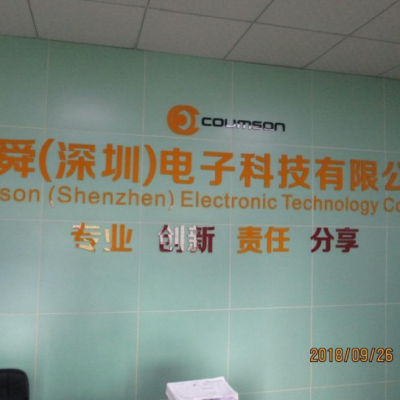 COUMSON
舜(深圳)电子科技有限公
son (Shenzhen) Electronic Technology Co
专业 创新 责任 分享
2018/09/26